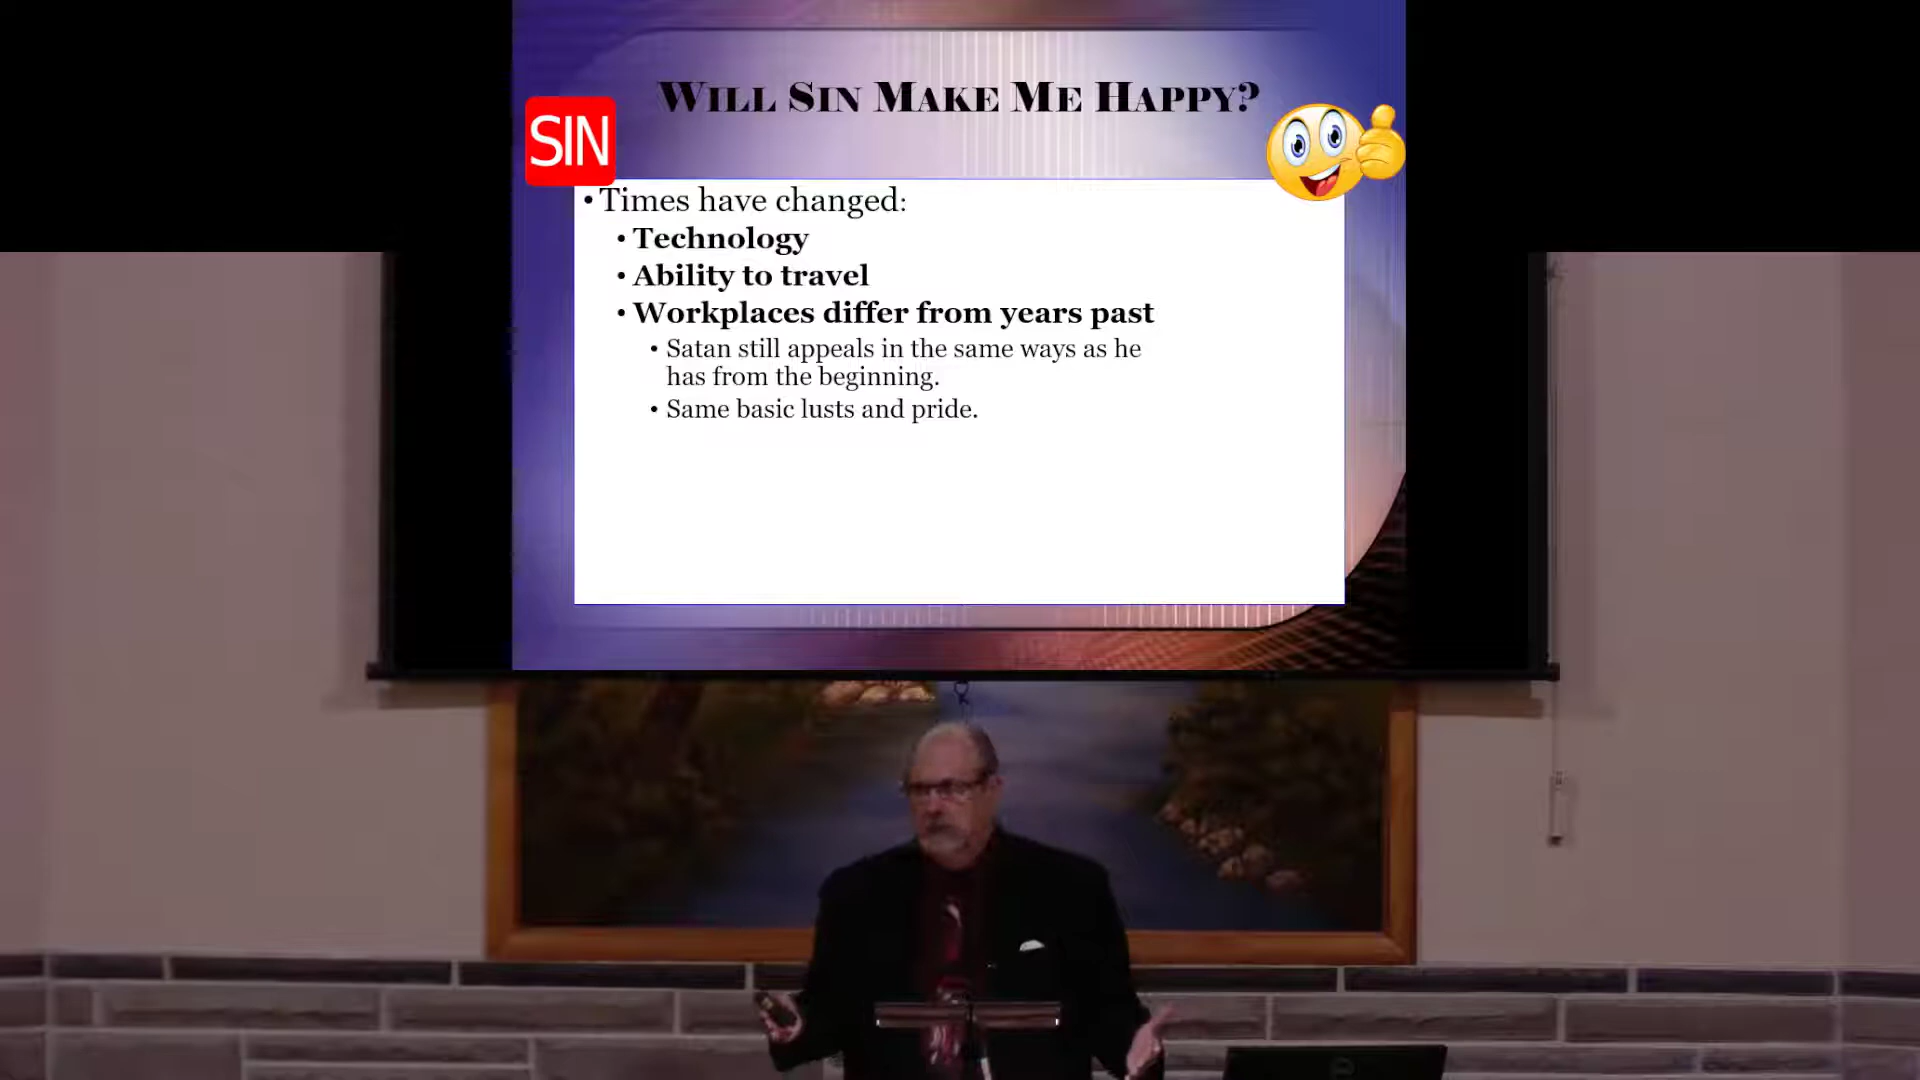 WILL SIN MAKE ME HAPPY?
SIN
• Times have changed:
• Technology
• Ability to travel
• Workplaces differ from years past
• Satan still appeals in the same ways as he
has from the beginning.
• Same basic lusts and pride.